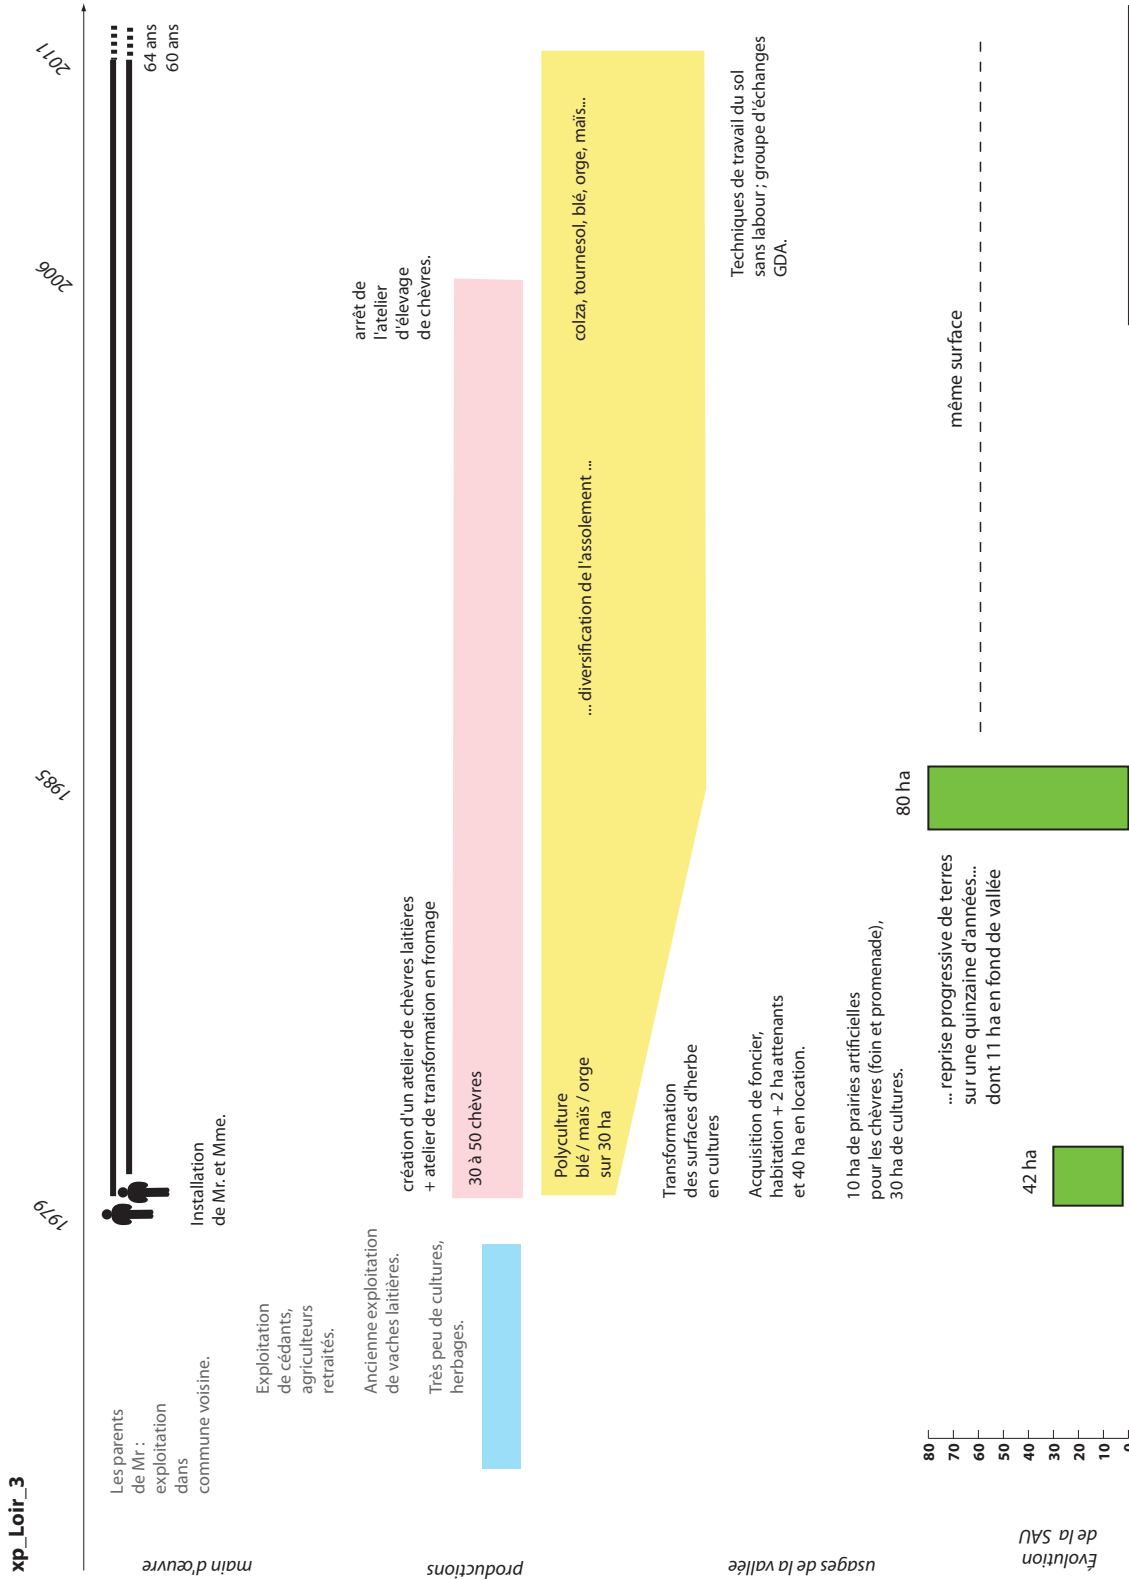 xp_Loir_3
1979
1985
2006
2011
main d'œuvre
Les parents
de Mr :
exploitation
dans
commune voisine.
Installation
de Mr. et Mme.
64 ans
60 ans
Exploitation
de cédants,
agriculteurs
retraités.
productions
Ancienne exploitation
de vaches laitières.
Très peu de cultures,
herbages.
création d'un atelier de chèvres laitières
+ atelier de transformation en fromage
30 à 50 chèvres
arrêt de
l'atelier
d'élevage
de chèvres.
Polyculture
blé / maïs / orge
sur 30 ha
... diversification de l'assolement ...
colza, tournesol, blé, orge, maïs...
usages de la vallée
Transformation
des surfaces d'herbe
en cultures
Acquisition de foncier,
habitation + 2 ha attenants
et 40 ha en location.
10 ha de prairies artificielles
pour les chèvres (foin et promenade),
30 ha de cultures.
Techniques de travail du sol
sans labour ; groupe d'échanges
GDA.
Évolution
de la SAU
80
70
60
50
40
30
20
10
0
42 ha
... reprise progressive de terres
sur une quinzaine d'années...
dont 11 ha en fond de vallée
80 ha
même surface